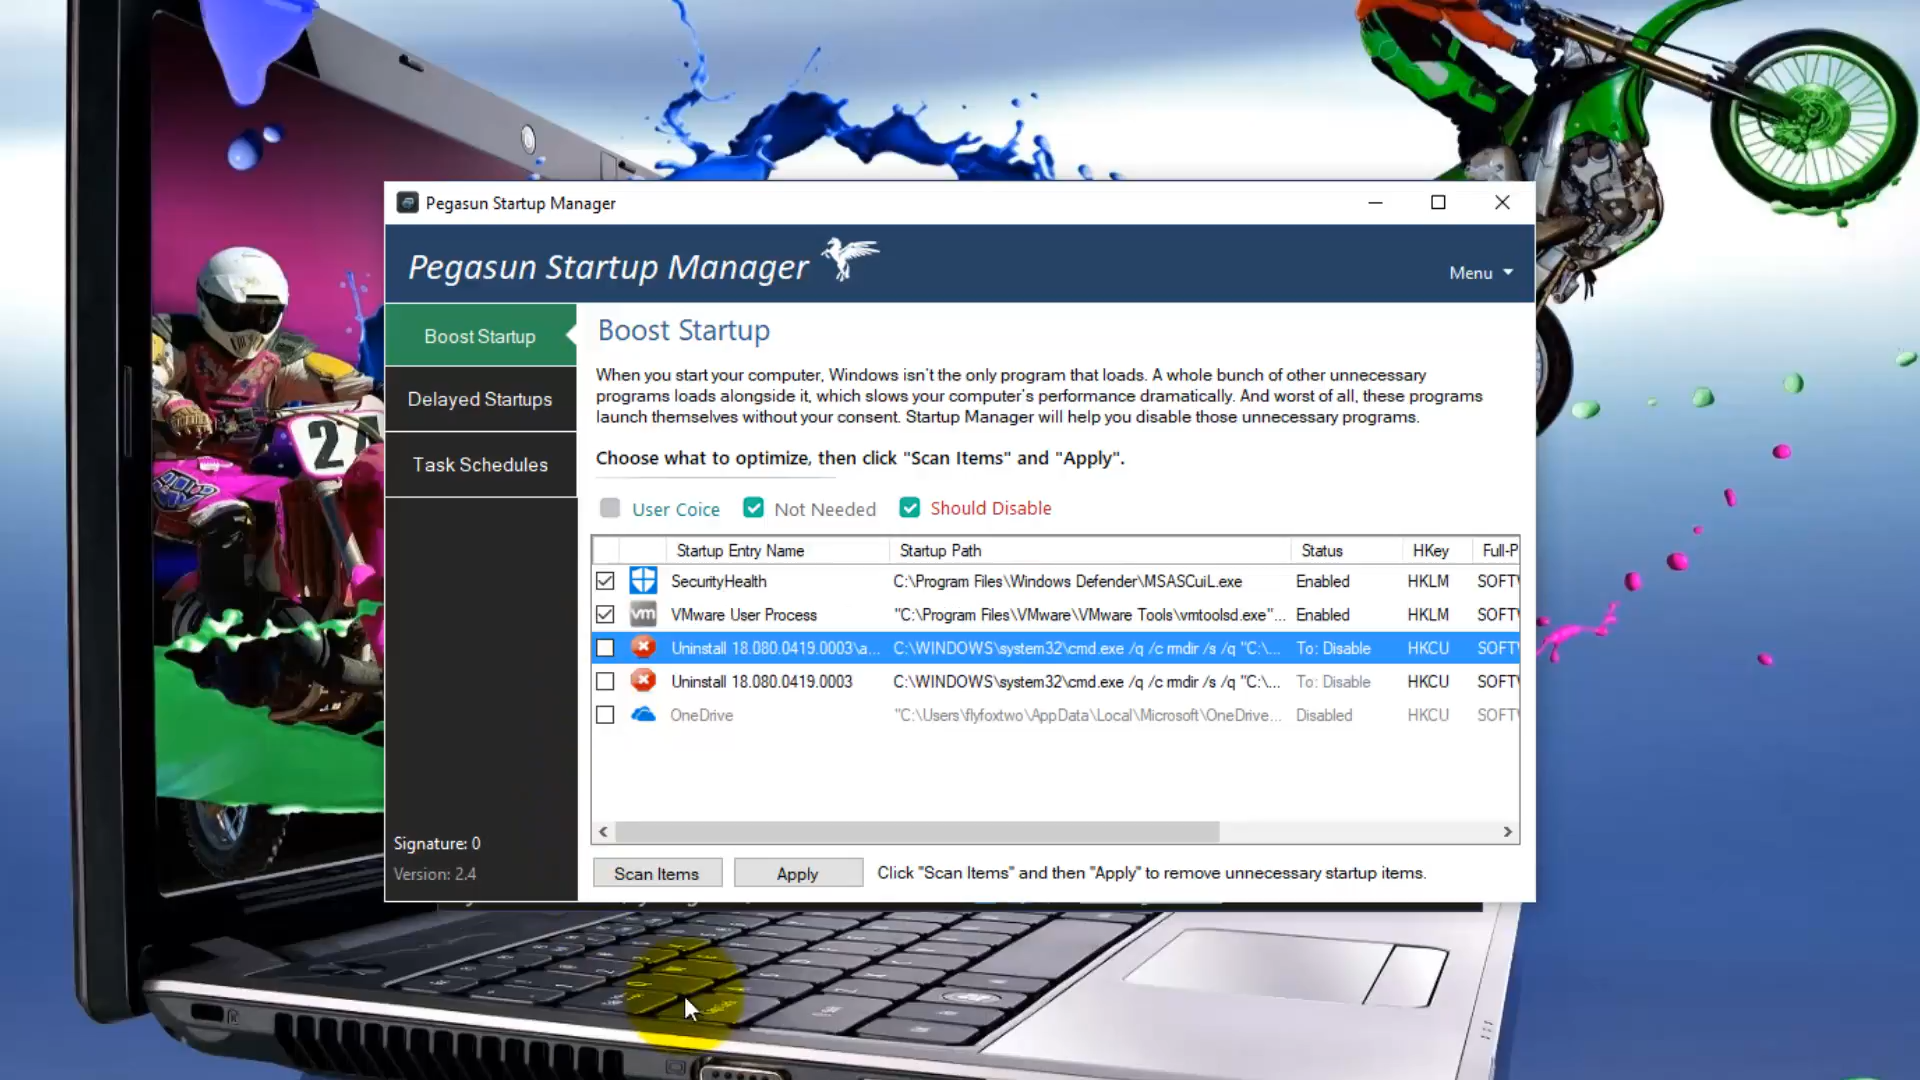 Pegasun Startup Manager
Pegasun Startup Manager
Menu
Boost Startup
Delayed Startups
Task Schedules
Signature: 0
Version: 2.4
Boost Startup
When you start your computer, Windows isn't the only program that loads. A whole bunch of other unnecessary
programs loads alongside it, which slows your computer's performance dramatically. And worst of all, these programs
launch themselves without your consent. Startup Manager will help you disable those unnecessary programs.
Choose what to optimize, then click "Scan Items" and "Apply".
User Coice Not Needed Should Disable
Startup Entry Name Startup Path Status HKey Full-P
SecurityHealth C:\Program Files\Windows Defender\MSASCuiL.exe Enabled HKLM SOFT
vm VMware User Process "C:\Program Files\VMware\VMware Tools\vmtoolsd.exe"... Enabled HKLM SOFT
Uninstall 18.080.0419.0003\a... C:\WINDOWS\system32\cmd.exe /q /c rmdir /s /q "C:\... To: Disable HKCU SOFT
Uninstall 18.080.0419.0003 C:\WINDOWS\system32\cmd.exe /q /c rmdir /s /q "C:\... To: Disable HKCU SOFT
OneDrive "C:\Users\flyfoxtwo\AppData\Local\Microsoft\OneDrive... Disabled HKCU SOFT
Scan Items Apply Click "Scan Items" and then "Apply" to remove unnecessary startup items.